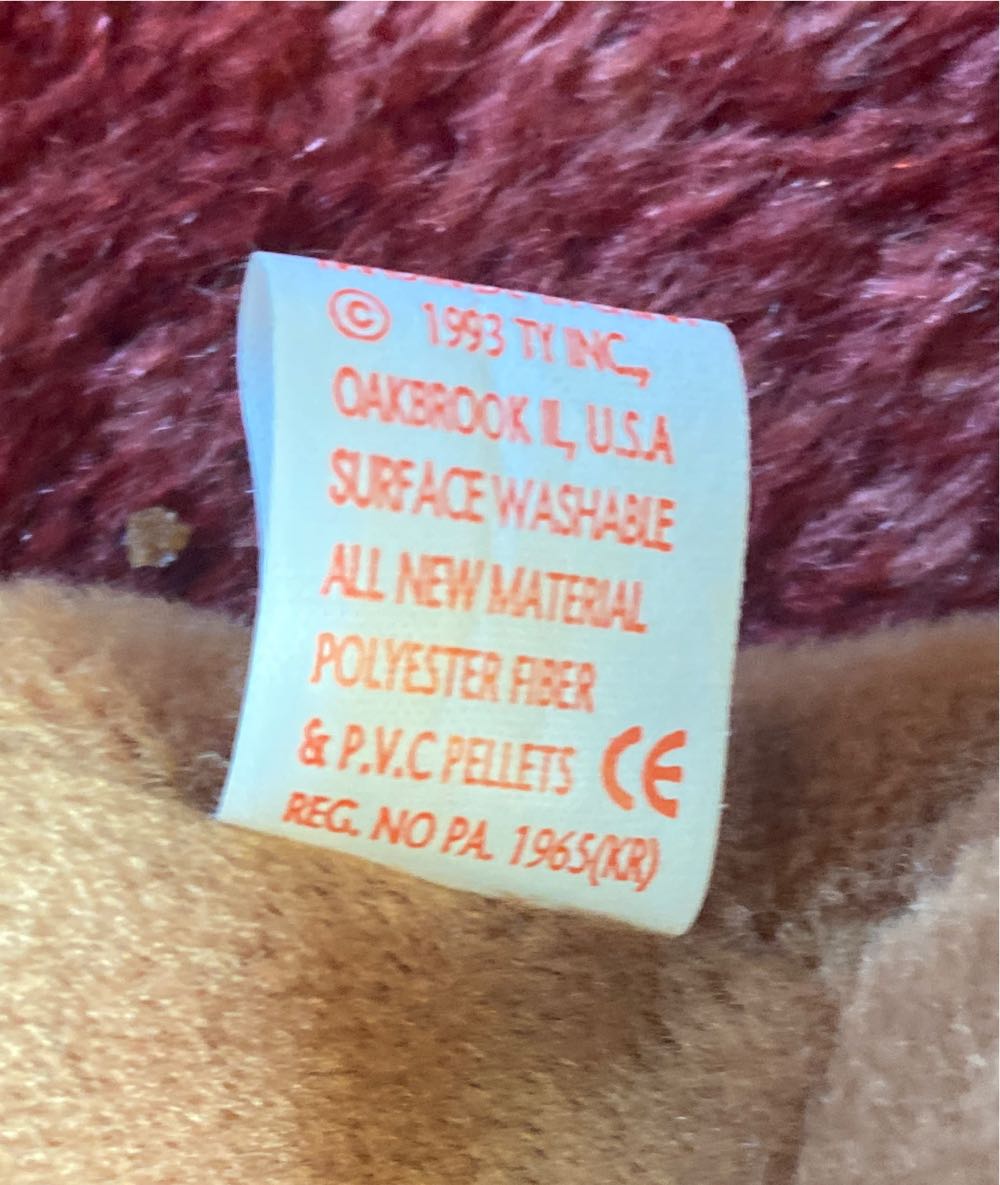 © 1993 TY INC.,
OAKBROOK IL, U.S.A
SURFACE WASHABLE
ALL NEW MATERIAL
POLYESTER FIBER
& P.V.C PELLETS CE
REG. NO PA. 1965(KR)